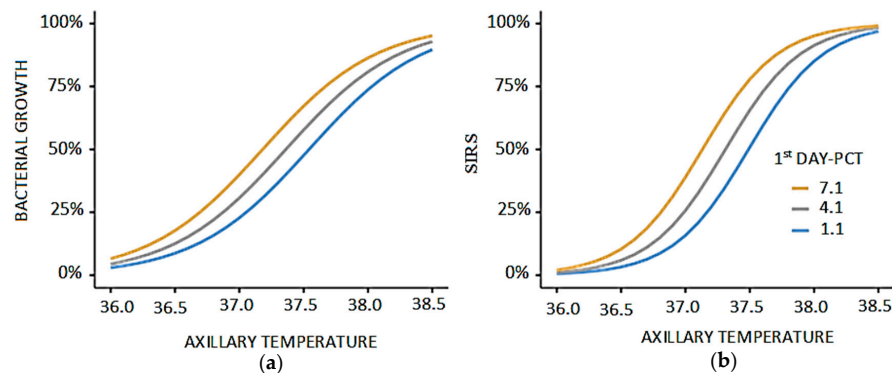 100%
75%
50%
25%
0%
BACTERIAL GROWTH
36.0 36.5 37.0 37.5 38.0 38.5
AXILLARY TEMPERATURE
(a)
100%
75%
50%
25%
0%
SIRS
1st DAY-PCT
7.1
4.1
1.1
36.0 36.5 37.0 37.5 38.0 38.5
AXILLARY TEMPERATURE
(b)